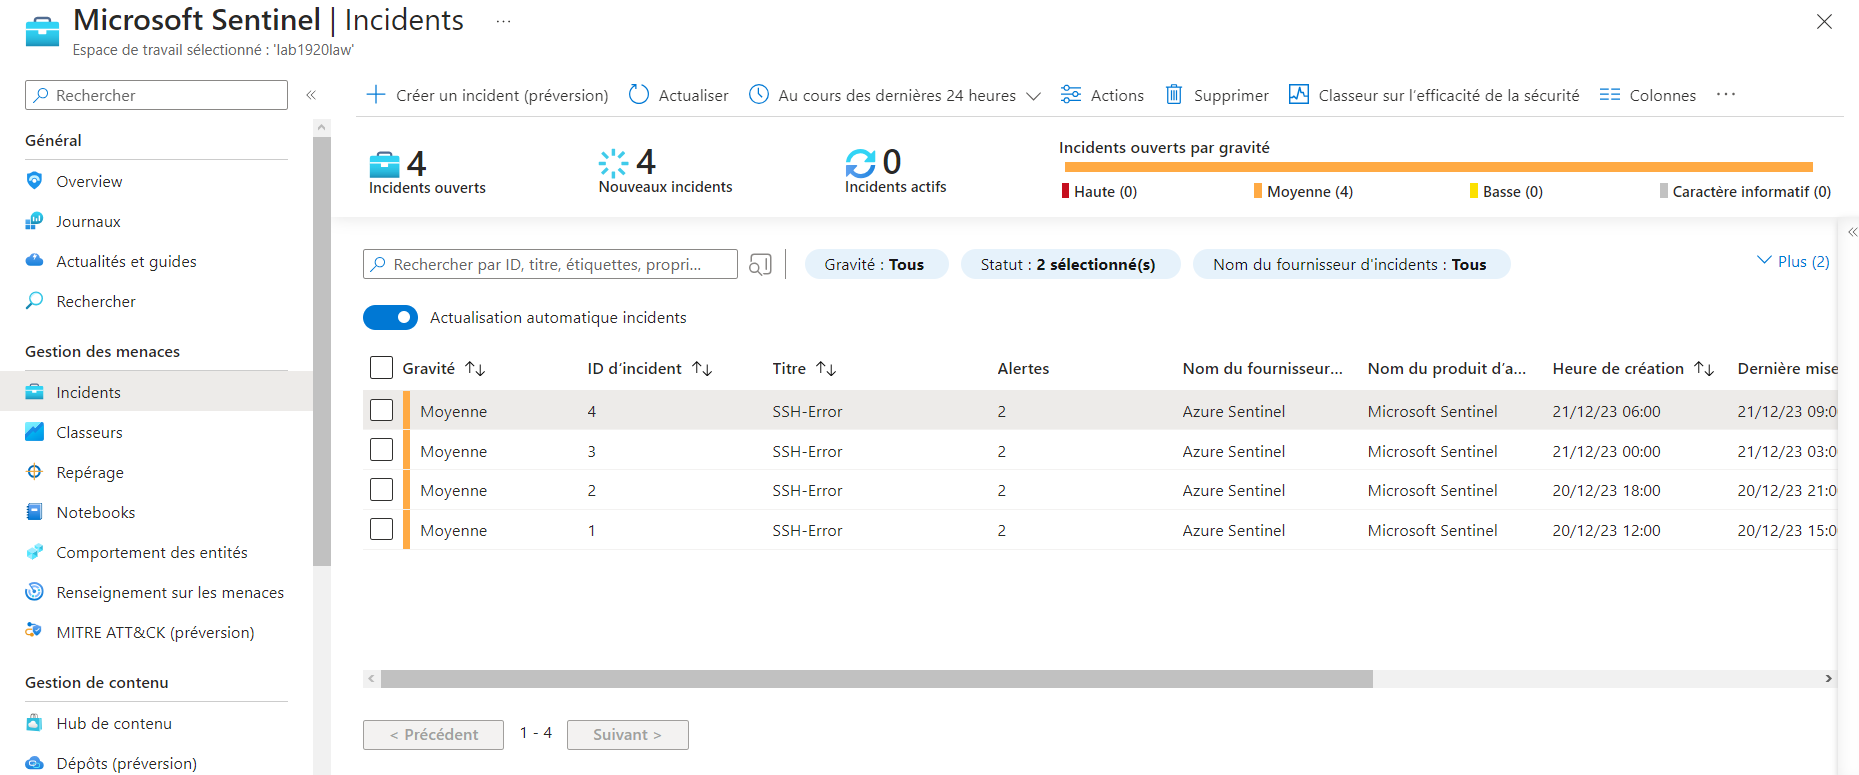 Microsoft Sentinel | Incidents ...
Espace de travail sélectionné : 'lab1920law'
Rechercher
«
Général
Overview
Journaux
Actualités et guides
Rechercher
Gestion des menaces
Incidents
Classeurs
Repérage
Notebooks
Comportement des entités
Renseignement sur les menaces
MITRE ATT&CK (préversion)
Gestion de contenu
Hub de contenu
Dépôts (préversion)
Créer un incident (préversion) Actualiser Au cours des dernières 24 heures Actions Supprimer Classeur sur l'efficacité de la sécurité Colonnes ...
4
Incidents ouverts
4
Nouveaux incidents
0
Incidents actifs
Incidents ouverts par gravité
Haute (0) Moyenne (4) Basse (0) Caractère informatif (0)
«
Rechercher par ID, titre, étiquettes, propri... Gravité : Tous Statut : 2 sélectionné(s) Nom du fournisseur d'incidents : Tous Plus (2)
Actualisation automatique incidents
Gravité ID d'incident Titre Alertes Nom du fournisseur... Nom du produit d'a... Heure de création Dernière mise
Moyenne 4 SSH-Error 2 Azure Sentinel Microsoft Sentinel 21/12/23 06:00 21/12/23 09:0
Moyenne 3 SSH-Error 2 Azure Sentinel Microsoft Sentinel 21/12/23 00:00 21/12/23 03:0
Moyenne 2 SSH-Error 2 Azure Sentinel Microsoft Sentinel 20/12/23 18:00 20/12/23 21:0
Moyenne 1 SSH-Error 2 Azure Sentinel Microsoft Sentinel 20/12/23 12:00 20/12/23 15:0
< Précédent 1 - 4 Suivant >